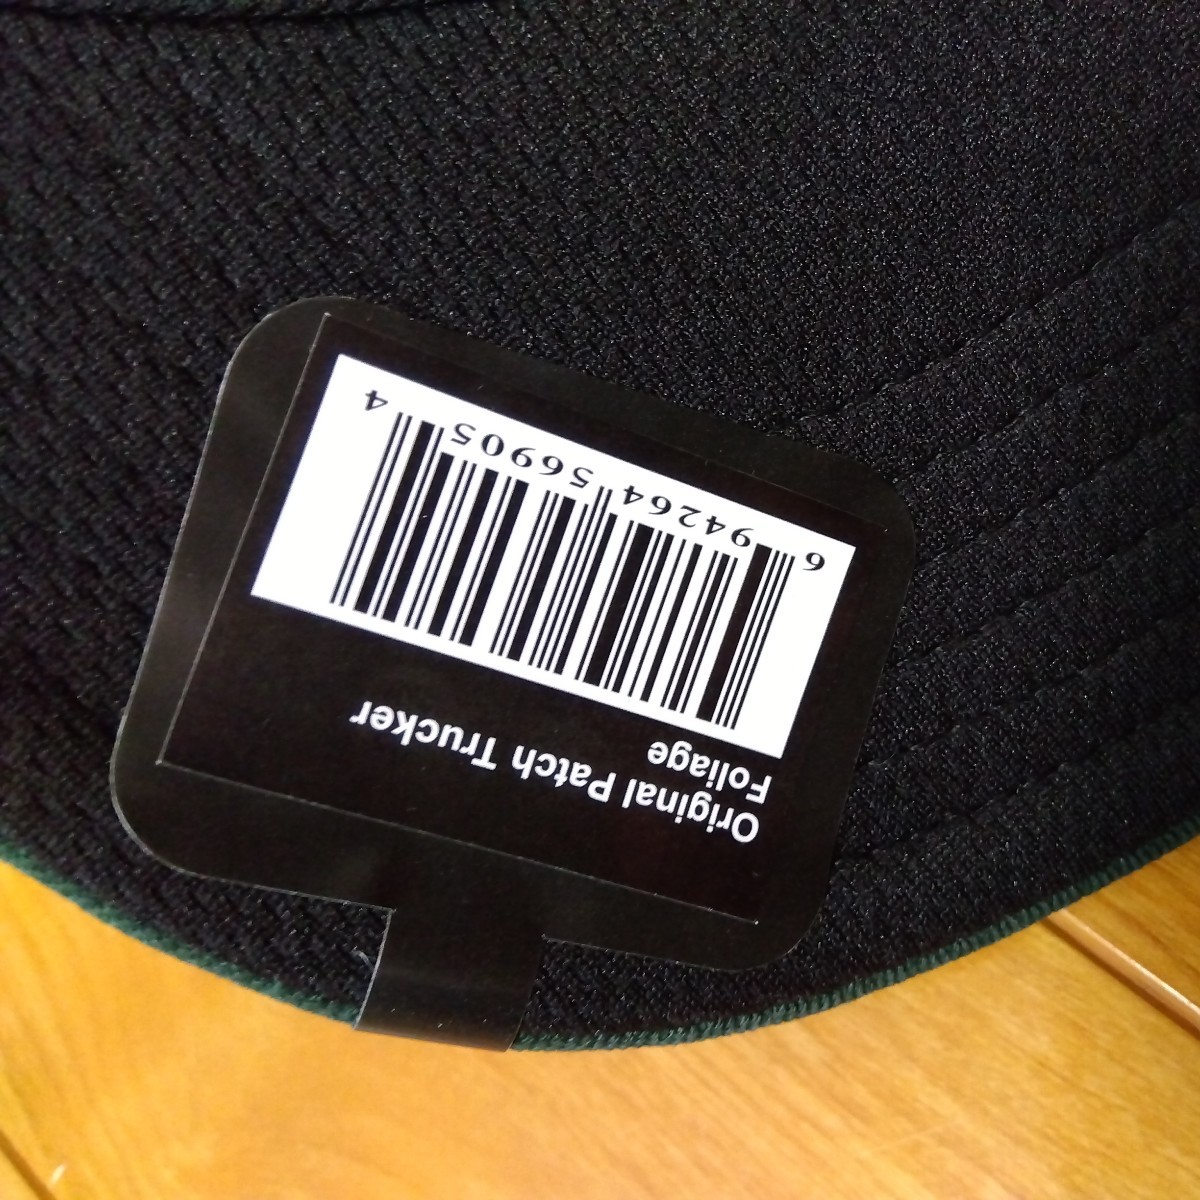 Original Patch Trucker
Foliage
6 94264 56905 4